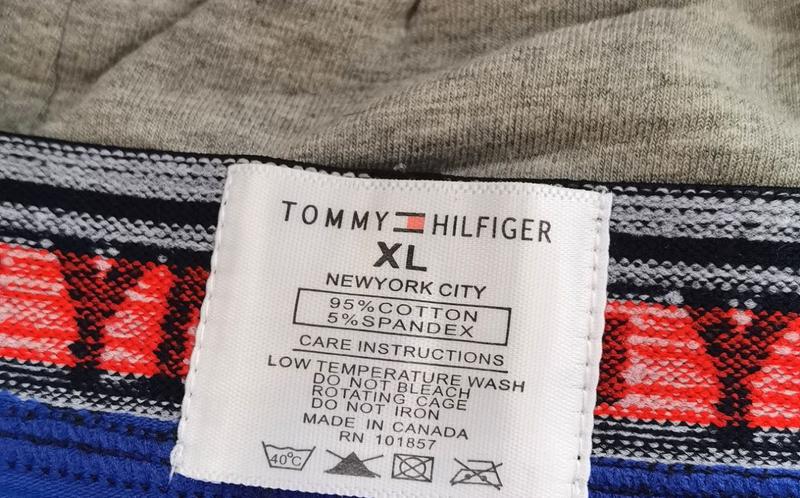 TOMMY HILFIGER
XL
NEWYORK CITY
95%COTTON
5%SPANDEX
CARE INSTRUCTIONS
LOW TEMPERATURE WASH
DO NOT BLEACH
ROTATING CAGE
DO NOT IRON
MADE IN CANADA
RN 101857
40°C